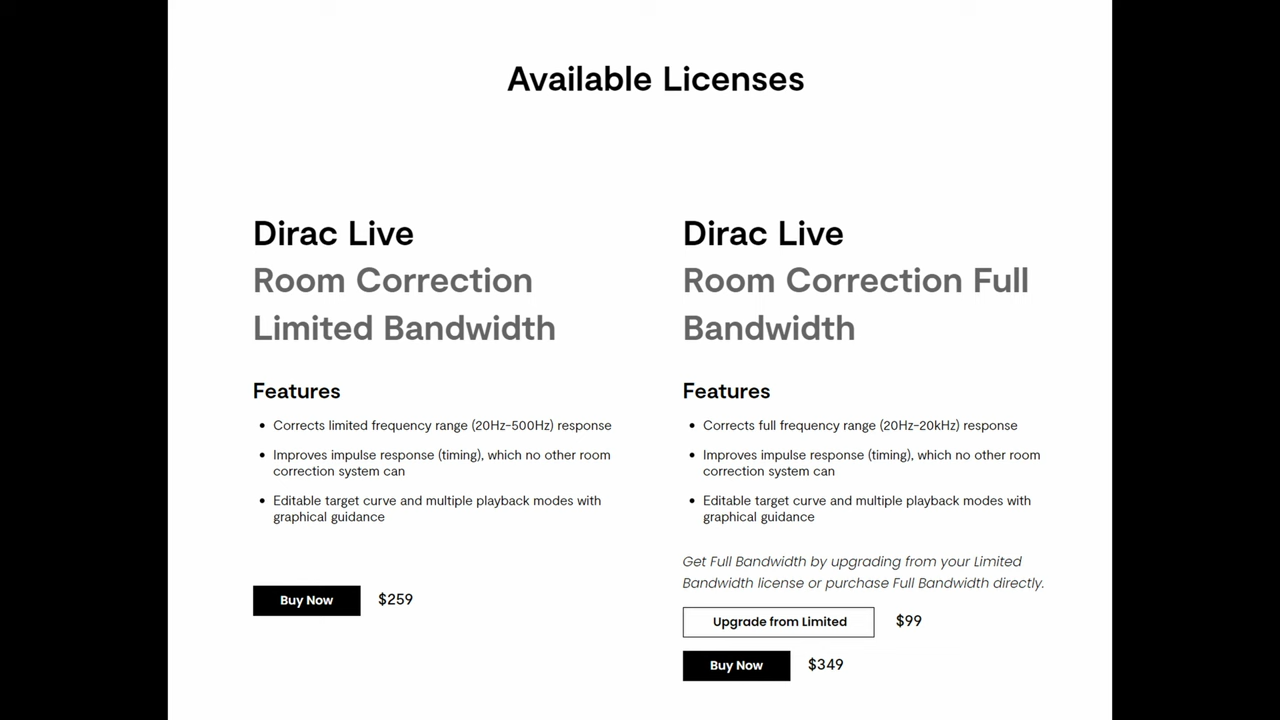 Available Licenses
Dirac Live
Room Correction
Limited Bandwidth
Features
• Corrects limited frequency range (20Hz-500Hz) response
• Improves impulse response (timing), which no other room
correction system can
• Editable target curve and multiple playback modes with
graphical guidance
Buy Now $259
Dirac Live
Room Correction Full
Bandwidth
Features
• Corrects full frequency range (20Hz-20kHz) response
• Improves impulse response (timing), which no other room
correction system can
• Editable target curve and multiple playback modes with
graphical guidance
Get Full Bandwidth by upgrading from your Limited
Bandwidth license or purchase Full Bandwidth directly.
Upgrade from Limited $99
Buy Now $349